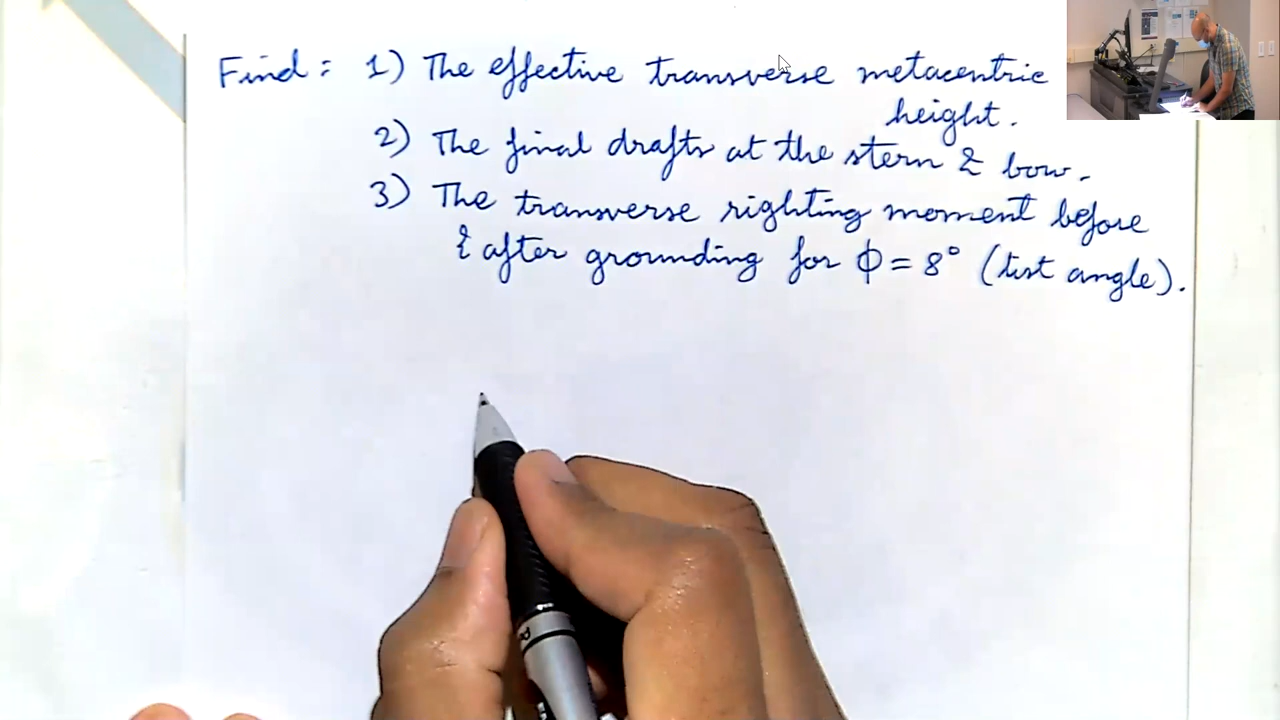 Find: 1) The effective transverse metacentric
height.
2) The final drafts at the stern & bow.
3) The transverse righting moment before
& after grounding for ϕ = 8° (test angle).